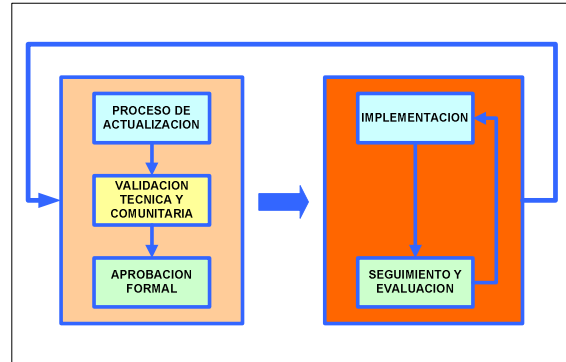 PROCESO DE
ACTUALIZACION
VALIDACION
TECNICA Y
COMUNITARIA
APROBACION
FORMAL
IMPLEMENTACION
SEGUIMIENTO Y
EVALUACION